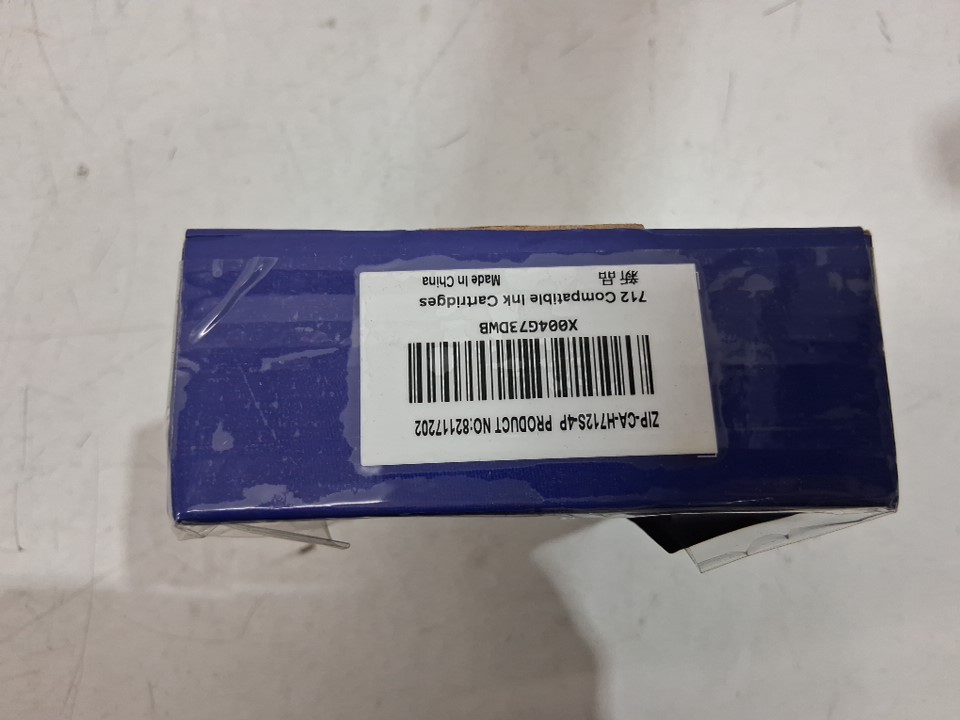 ZIP-CA-H712S-4P PRODUCT NO:82117202
X004G73DWB
712 Compatible Ink Cartridges
新品 Made In China